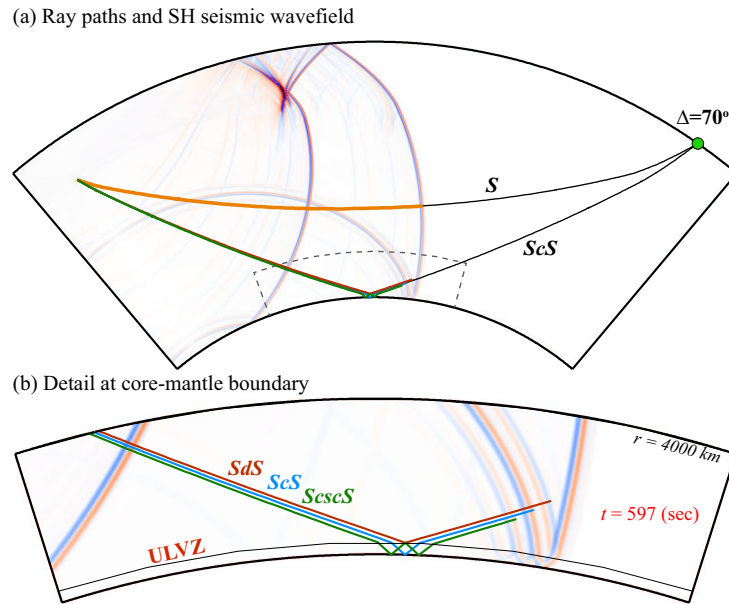 (a) Ray paths and SH seismic wavefield
Δ=70°
S
ScS
(b) Detail at core-mantle boundary
r = 4000 km
SdS
ScS
ScscS
t = 597 (sec)
ULVZ